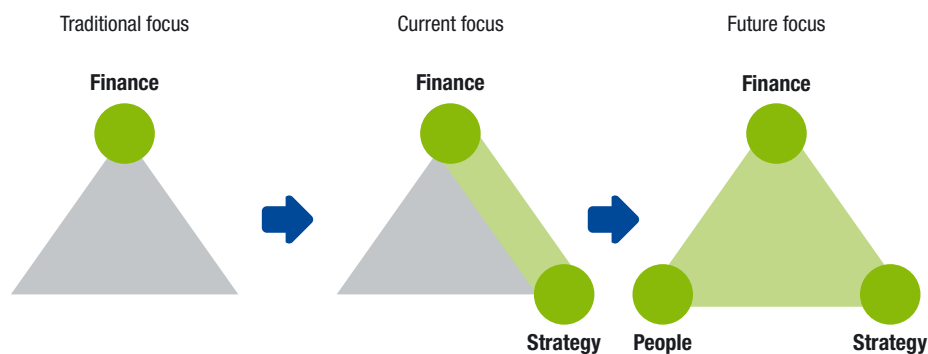 Traditional focus
Current focus
Future focus
Finance
Finance
Finance
Strategy
People
Strategy